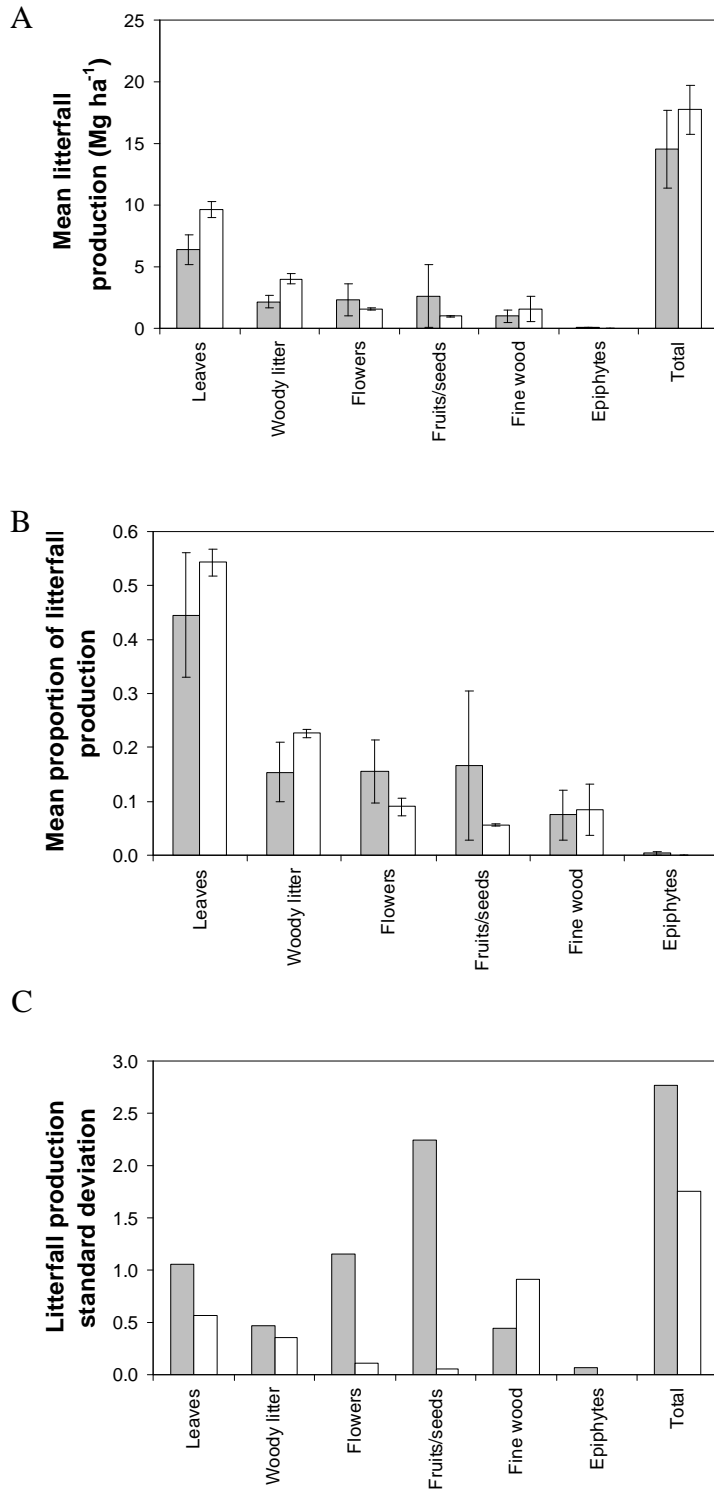 A
Mean litterfall
production (Mg ha⁻¹)
25
20
15
10
5
0
Leaves
Woody litter
Flowers
Fruits/seeds
Fine wood
Epiphytes
Total
B
Mean proportion of litterfall
production
0.6
0.5
0.4
0.3
0.2
0.1
0.0
Leaves
Woody litter
Flowers
Fruits/seeds
Fine wood
Epiphytes
C
Litterfall production
standard deviation
3.0
2.5
2.0
1.5
1.0
0.5
0.0
Leaves
Woody litter
Flowers
Fruits/seeds
Fine wood
Epiphytes
Total